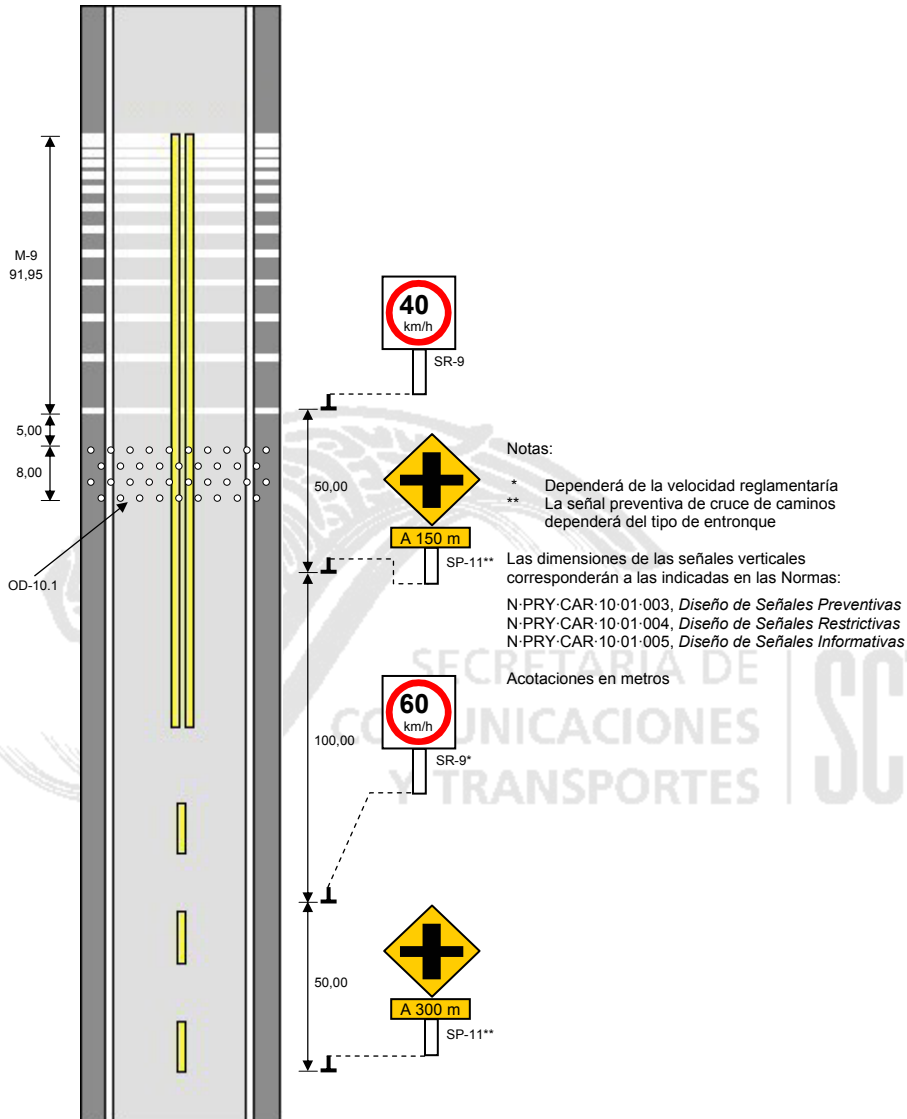 M-9
91,95
5,00
8,00
OD-10.1
40
km/h
SR-9
50,00
A 150 m
SP-11**
100,00
60
km/h
SR-9*
50,00
A 300 m
SP-11**
Notas:
* Dependerá de la velocidad reglamentaría
** La señal preventiva de cruce de caminos
dependerá del tipo de entronque
Las dimensiones de las señales verticales
corresponderán a las indicadas en las Normas:
N·PRY·CAR·10·01·003, Diseño de Señales Preventivas
N·PRY·CAR·10·01·004, Diseño de Señales Restrictivas
N·PRY·CAR·10·01·005, Diseño de Señales Informativas
Acotaciones en metros
SECRETARÍA DE
COMUNICACIONES
Y TRANSPORTES
SCT